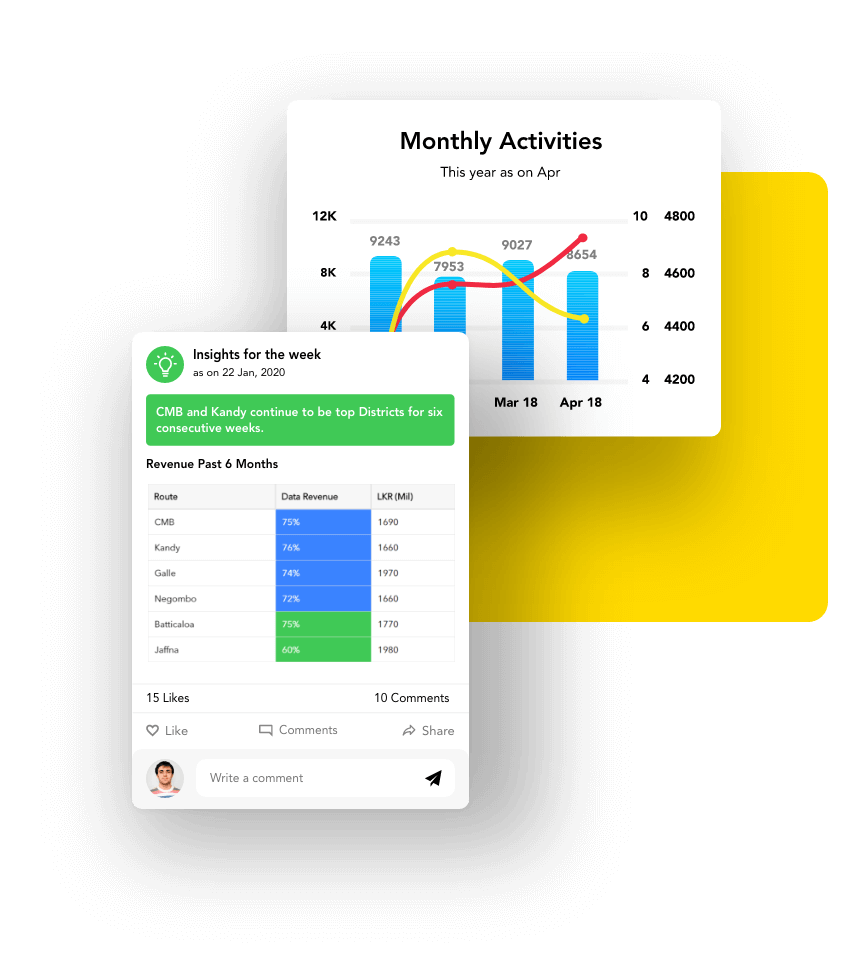 Monthly Activities
This year as on Apr
12K 10 4800
9243 7953 9027 8654
8K 8 4600
4K 6 4400
4 4200
Mar 18 Apr 18
Insights for the week
as on 22 Jan, 2020
CMB and Kandy continue to be top Districts for six
consecutive weeks.
Revenue Past 6 Months
Route Data Revenue LKR (Mil)
CMB 75% 1690
Kandy 76% 1660
Galle 74% 1970
Negombo 72% 1660
Batticaloa 75% 1770
Jaffna 60% 1980
15 Likes 10 Comments
Like Comments Share
Write a comment